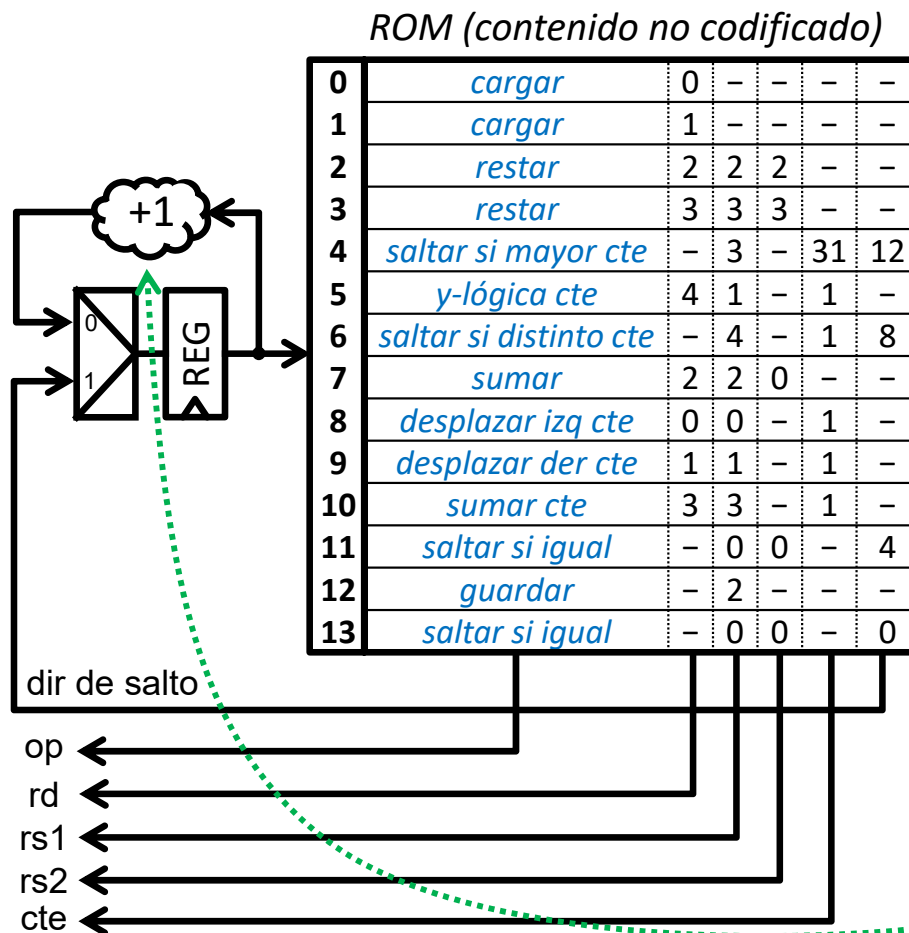 ROM (contenido no codificado)
0 cargar 0 – – – –
1 cargar 1 – – – –
2 restar 2 2 2 – –
3 restar 3 3 3 – –
4 saltar si mayor cte – 3 – 31 12
5 y-lógica cte 4 1 – 1 –
6 saltar si distinto cte – 4 – 1 8
7 sumar 2 2 0 – –
8 desplazar izq cte 0 0 – 1 –
9 desplazar der cte 1 1 – 1 –
10 sumar cte 3 3 – 1 –
11 saltar si igual – 0 0 – 4
12 guardar – 2 – – –
13 saltar si igual – 0 0 – 0
+1
0
1
REG
dir de salto
op
rd
rs1
rs2
cte